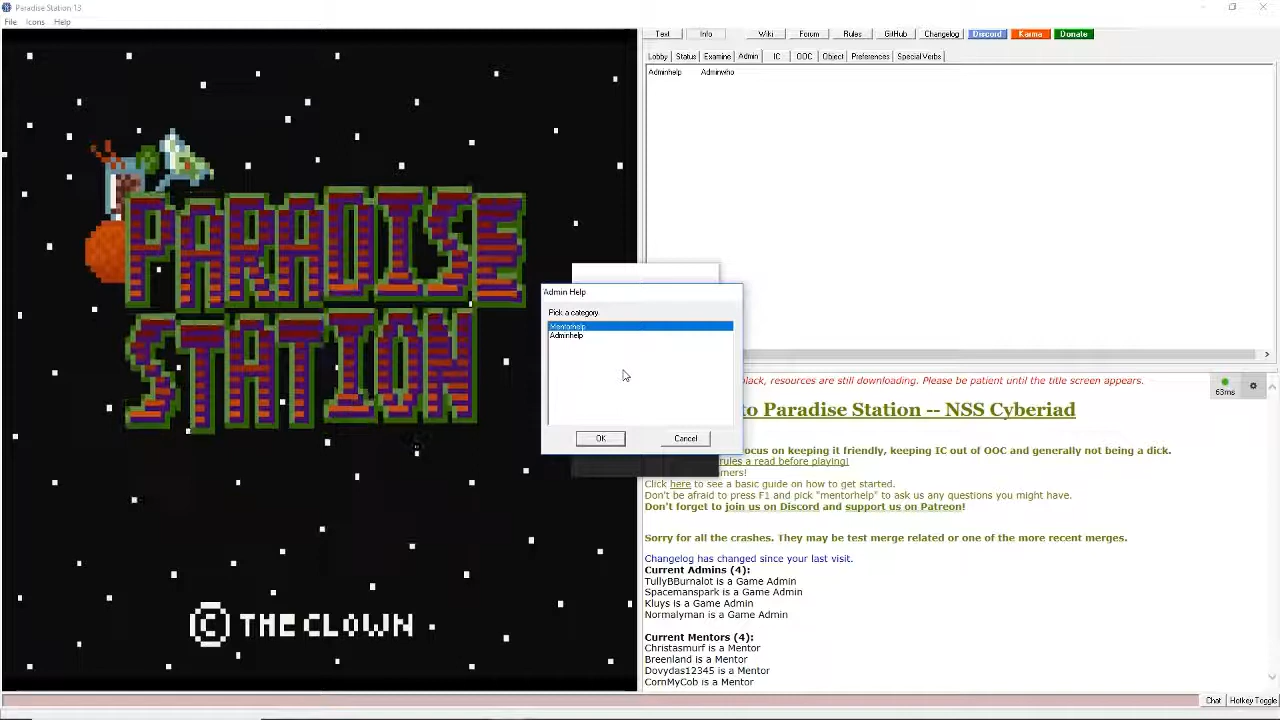 Paradise Station 13
File Icons Help
Text Info Wiki Forum Rules GitHub Changelog Discord Karma Donate
Lobby Status Examine Admin IC OOC Object Preferences Special Verbs
Adminhelp Adminwho
PARADISE
STATION
© THE CLOWN
Admin Help
Pick a category.
Mentorhelp
Adminhelp
OK Cancel
black, resources are still downloading. Please be patient until the title screen appears.
63ms
to Paradise Station -- NSS Cyberiad
ocus on keeping it friendly, keeping IC out of OOC and generally not being a dick.
rules a read before playing!
mers!
Click here to see a basic guide on how to get started.
Don't be afraid to press F1 and pick "mentorhelp" to ask us any questions you might have.
Don't forget to join us on Discord and support us on Patreon!
Sorry for all the crashes. They may be test merge related or one of the more recent merges.
Changelog has changed since your last visit.
Current Admins (4):
TullyBBurnalot is a Game Admin
Spacemanspark is a Game Admin
Kluys is a Game Admin
Normalyman is a Game Admin
Current Mentors (4):
Christasmurf is a Mentor
Breenland is a Mentor
Dovydas12345 is a Mentor
CornMyCob is a Mentor
Chat Hotkey Toggle